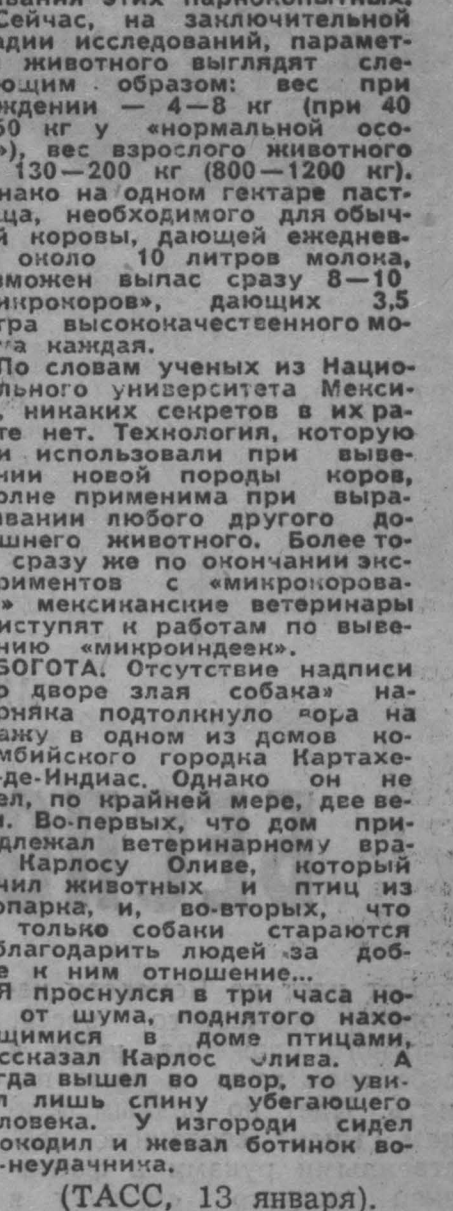 вания этих парнокопытных.
Сейчас, на заключительной
адии исследований, парамет-
животного выглядят сле-
ющим образом: вес при
ждении — 4—8 кг (при 40
50 кг у «нормальной осо-
»), вес взрослого животного
130—200 кг (800—1200 кг).
нако на одном гектаре паст-
ща, необходимого для обыч-
й коровы, дающей ежеднев-
около 10 литров молока,
зможен выпас сразу 8—10
икрокоров», дающих 3,5
тра высококачественного мо-
ка каждая.
По словам ученых из Нацио-
льного университета Мекси-
, никаких секретов в их ра-
те нет. Технология, которую
и использовали при выве-
нии новой породы коров,
олне применима при выра-
ивании любого другого до-
шнего животного. Более то-
сразу же по окончании экс-
риментов с «микрокорова-
» мексиканские ветеринары
иступят к работам по выве-
нию «микроиндеек».
БОГОТА. Отсутствие надписи
о дворе злая собака» на-
рняка подтолкнуло вора на
ажу в одном из домов ко-
мбийского городка Картахе-
-де-Индиас. Однако он не
ел, по крайней мере, две ве-
и. Во-первых, что дом при-
длежал ветеринарному вра-
Карлосу Оливе, который
чил животных и птиц из
опарка, и, во-вторых, что
только собаки стараются
благодарить людей за доб-
е к ним отношение...
Я проснулся в три часа но-
от шума, поднятого нахо-
щимися в доме птицами,
ссказал Карлос Олива. А
гда вышел во двор, то уви-
л лишь спину убегающего
ловека. У изгороди сидел
окодил и жевал ботинок во-
-неудачника.
(ТАСС, 13 января).